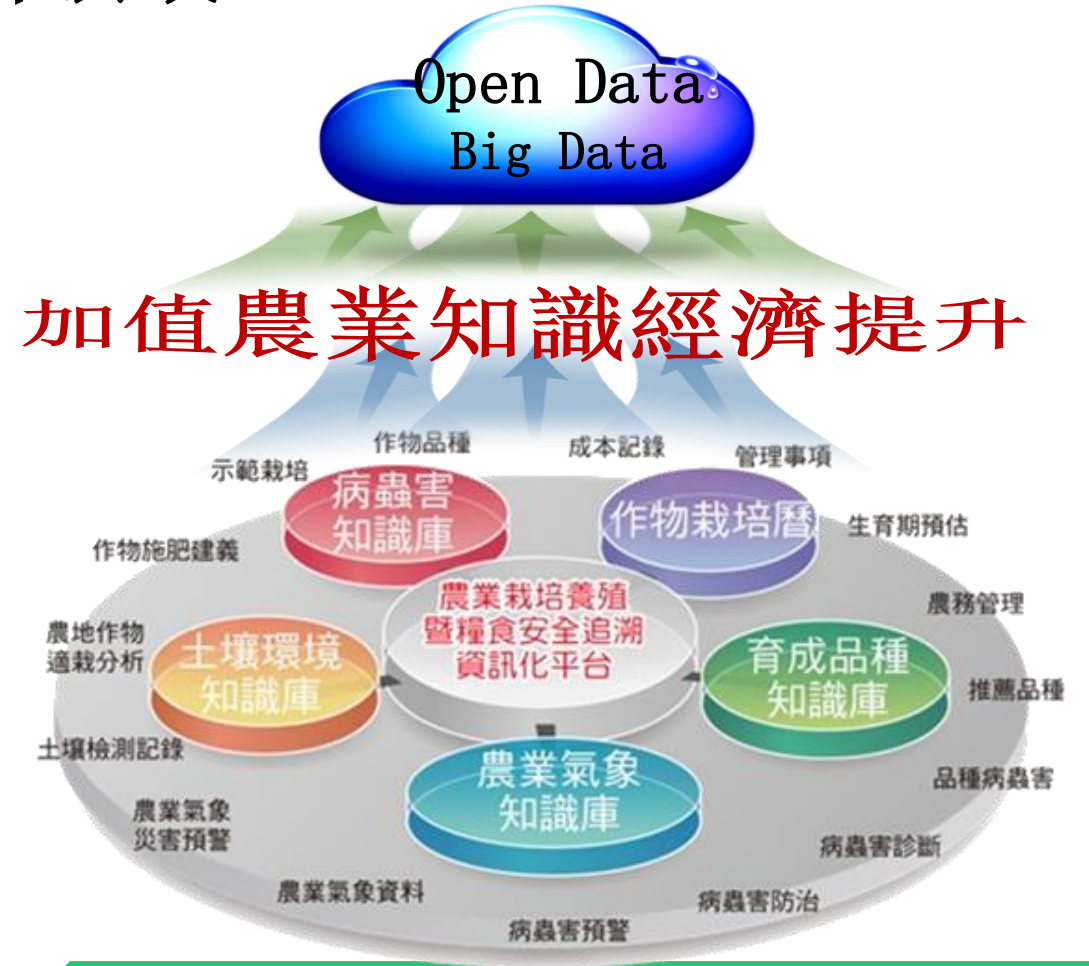 Open Data
Big Data
加值農業知識經濟提升
作物品種
成本記錄
管理事項
示範栽培
病蟲害
知識庫
作物栽培曆
生育期預估
作物施肥建義
農業栽培養殖
暨糧食安全追溯
資訊化平台
農務管理
農地作物
適栽分析
土壤環境
知識庫
育成品種
知識庫
推薦品種
土壤檢測記錄
農業氣象
知識庫
品種病蟲害
農業氣象
災害預警
病蟲害診斷
農業氣象資料
病蟲害防治
病蟲害預警